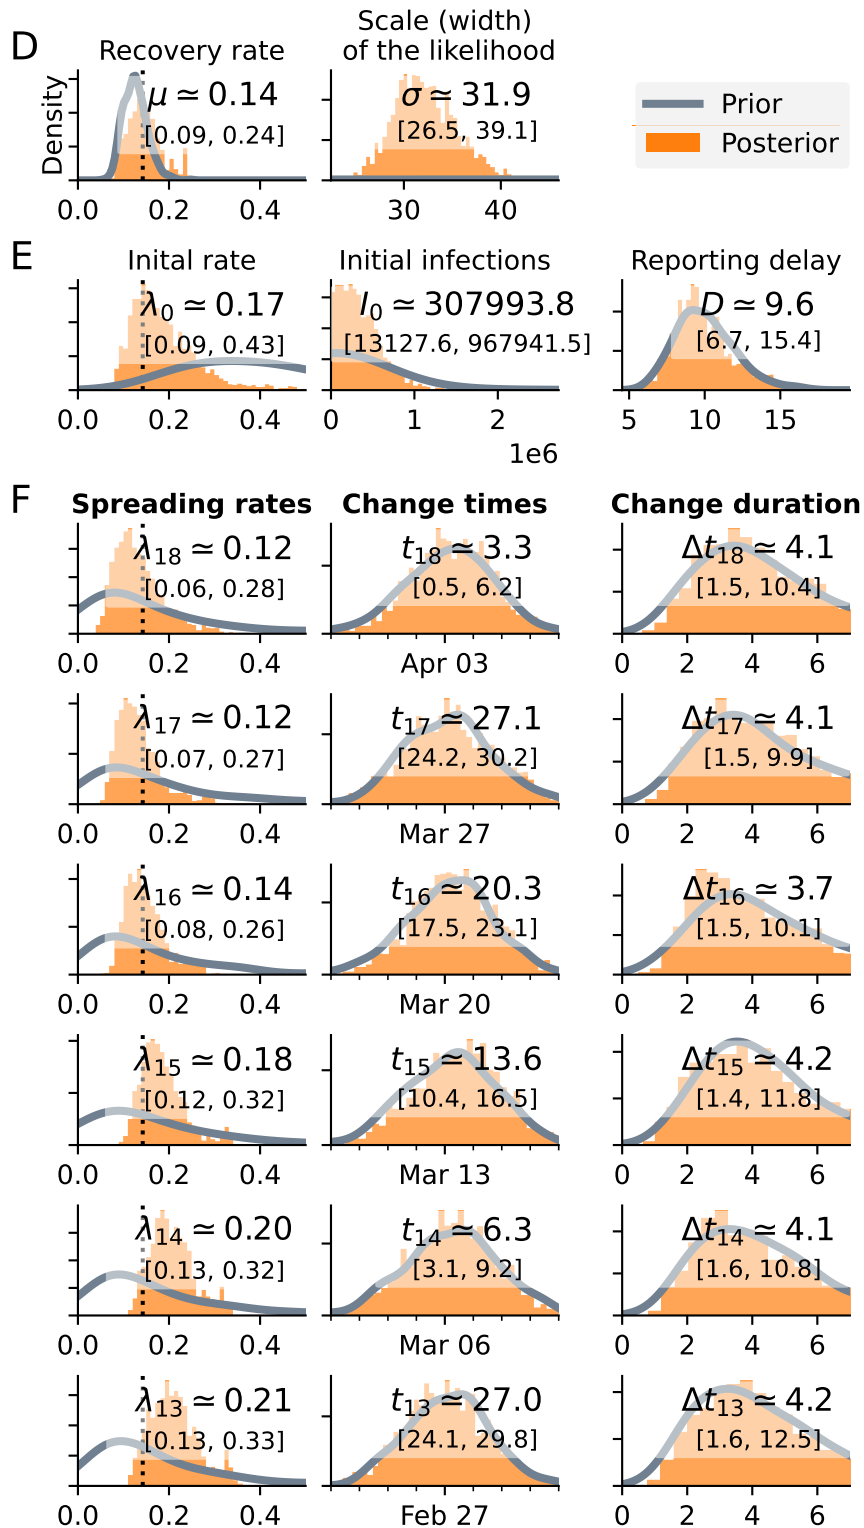 D
Recovery rate
Scale (width)
of the likelihood
Density
μ ≃ 0.14
[0.09, 0.24]
0.0 0.2 0.4
σ ≃ 31.9
[26.5, 39.1]
30 40
Prior
Posterior
E
Inital rate
λ0 ≃ 0.17
[0.09, 0.43]
0.0 0.2 0.4
Initial infections
I0 ≃ 307993.8
[13127.6, 967941.5]
0 1 2
1e6
Reporting delay
D ≃ 9.6
[6.7, 15.4]
5 10 15
F
Spreading rates Change times Change duration
λ18 ≃ 0.12 t18 ≃ 3.3 Δt18 ≃ 4.1
[0.06, 0.28] [0.5, 6.2] [1.5, 10.4]
0.0 0.2 0.4 Apr 03 0 2 4 6
λ17 ≃ 0.12 t17 ≃ 27.1 Δt17 ≃ 4.1
[0.07, 0.27] [24.2, 30.2] [1.5, 9.9]
0.0 0.2 0.4 Mar 27 0 2 4 6
λ16 ≃ 0.14 t16 ≃ 20.3 Δt16 ≃ 3.7
[0.08, 0.26] [17.5, 23.1] [1.5, 10.1]
0.0 0.2 0.4 Mar 20 0 2 4 6
λ15 ≃ 0.18 t15 ≃ 13.6 Δt15 ≃ 4.2
[0.12, 0.32] [10.4, 16.5] [1.4, 11.8]
0.0 0.2 0.4 Mar 13 0 2 4 6
λ14 ≃ 0.20 t14 ≃ 6.3 Δt14 ≃ 4.1
[0.13, 0.32] [3.1, 9.2] [1.6, 10.8]
0.0 0.2 0.4 Mar 06 0 2 4 6
λ13 ≃ 0.21 t13 ≃ 27.0 Δt13 ≃ 4.2
[0.13, 0.33] [24.1, 29.8] [1.6, 12.5]
0.0 0.2 0.4 Feb 27 0 2 4 6